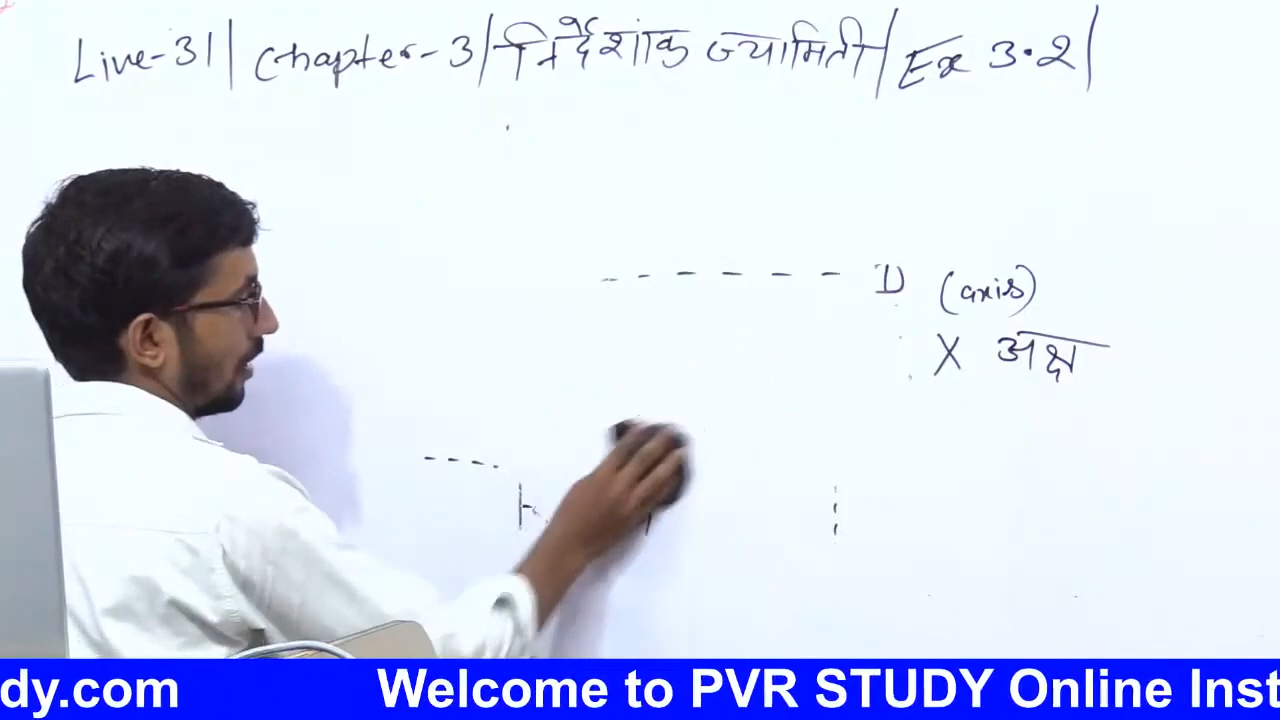 Live-31| Chapter-3| निर्देशांक ज्यामिती| Ex 3.2|
D (axis)
X अक्ष
dy.com Welcome to PVR STUDY Online Inst